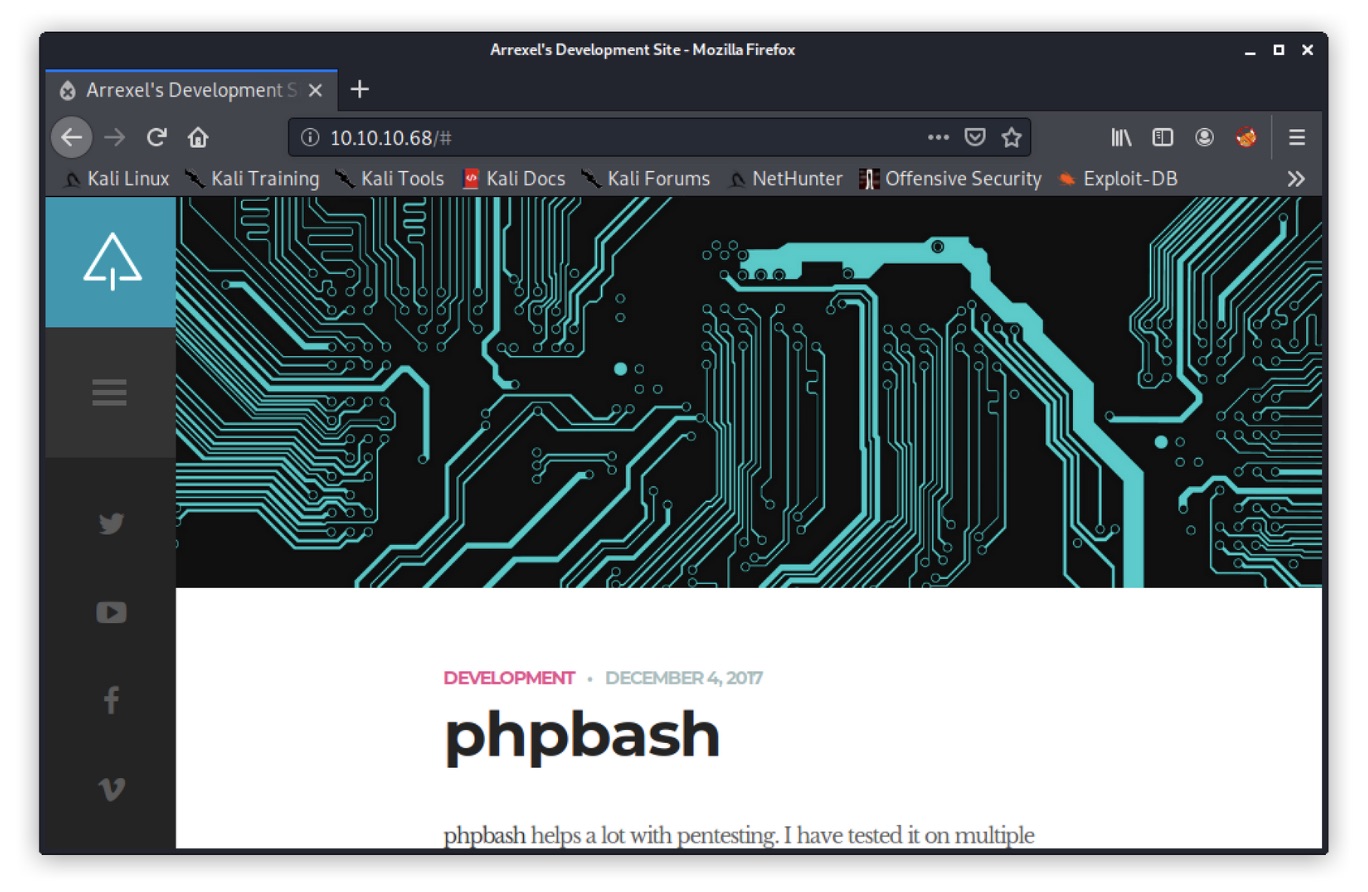 Arrexel's Development Site - Mozilla Firefox
Arrexel's Development S
10.10.10.68/#
Kali Linux Kali Training Kali Tools Kali Docs Kali Forums NetHunter Offensive Security Exploit-DB
DEVELOPMENT • DECEMBER 4, 2017
phpbash
phpbash helps a lot with pentesting. I have tested it on multiple